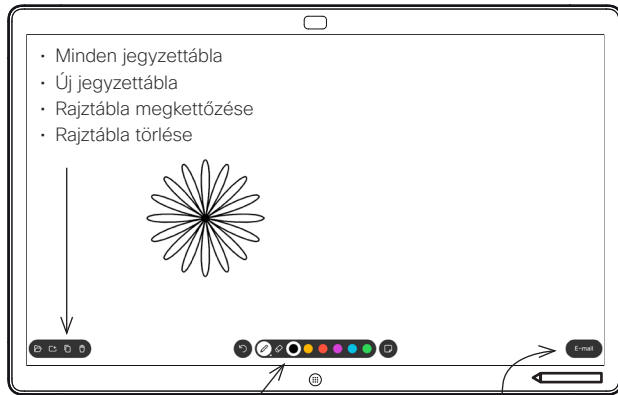 • Minden jegyzettábla
• Új jegyzettábla
• Rajztábla megkettőzése
• Rajztábla törlése
E-mail